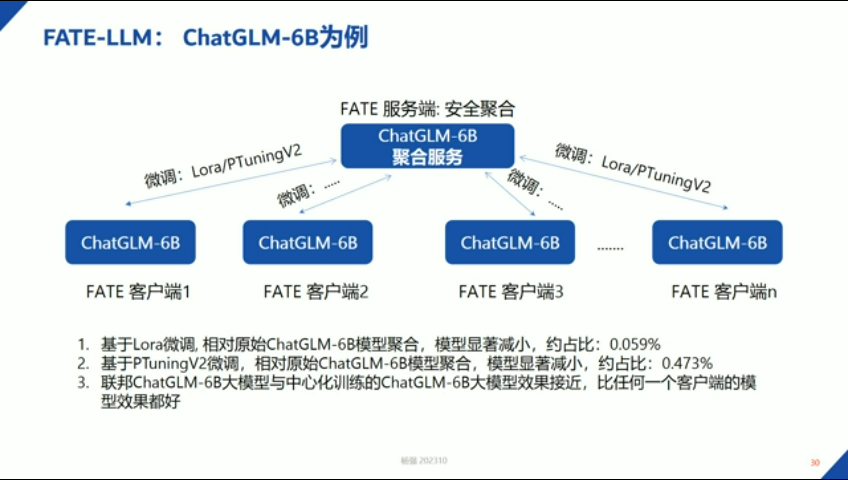 FATE-LLM： ChatGLM-6B为例
FATE 服务端: 安全聚合
ChatGLM-6B
聚合服务
微调：Lora/PTuningV2
微调：.....
微调：.....
微调：Lora/PTuningV2
ChatGLM-6B
ChatGLM-6B
ChatGLM-6B
.......
ChatGLM-6B
FATE 客户端1
FATE 客户端2
FATE 客户端3
FATE 客户端n
1. 基于Lora微调, 相对原始ChatGLM-6B模型聚合，模型显著减小，约占比：0.059%
2. 基于PTuningV2微调，相对原始ChatGLM-6B模型聚合，模型显著减小，约占比：0.473%
3. 联邦ChatGLM-6B大模型与中心化训练的ChatGLM-6B大模型效果接近，比任何一个客户端的模
型效果都好
杨强 202310
30